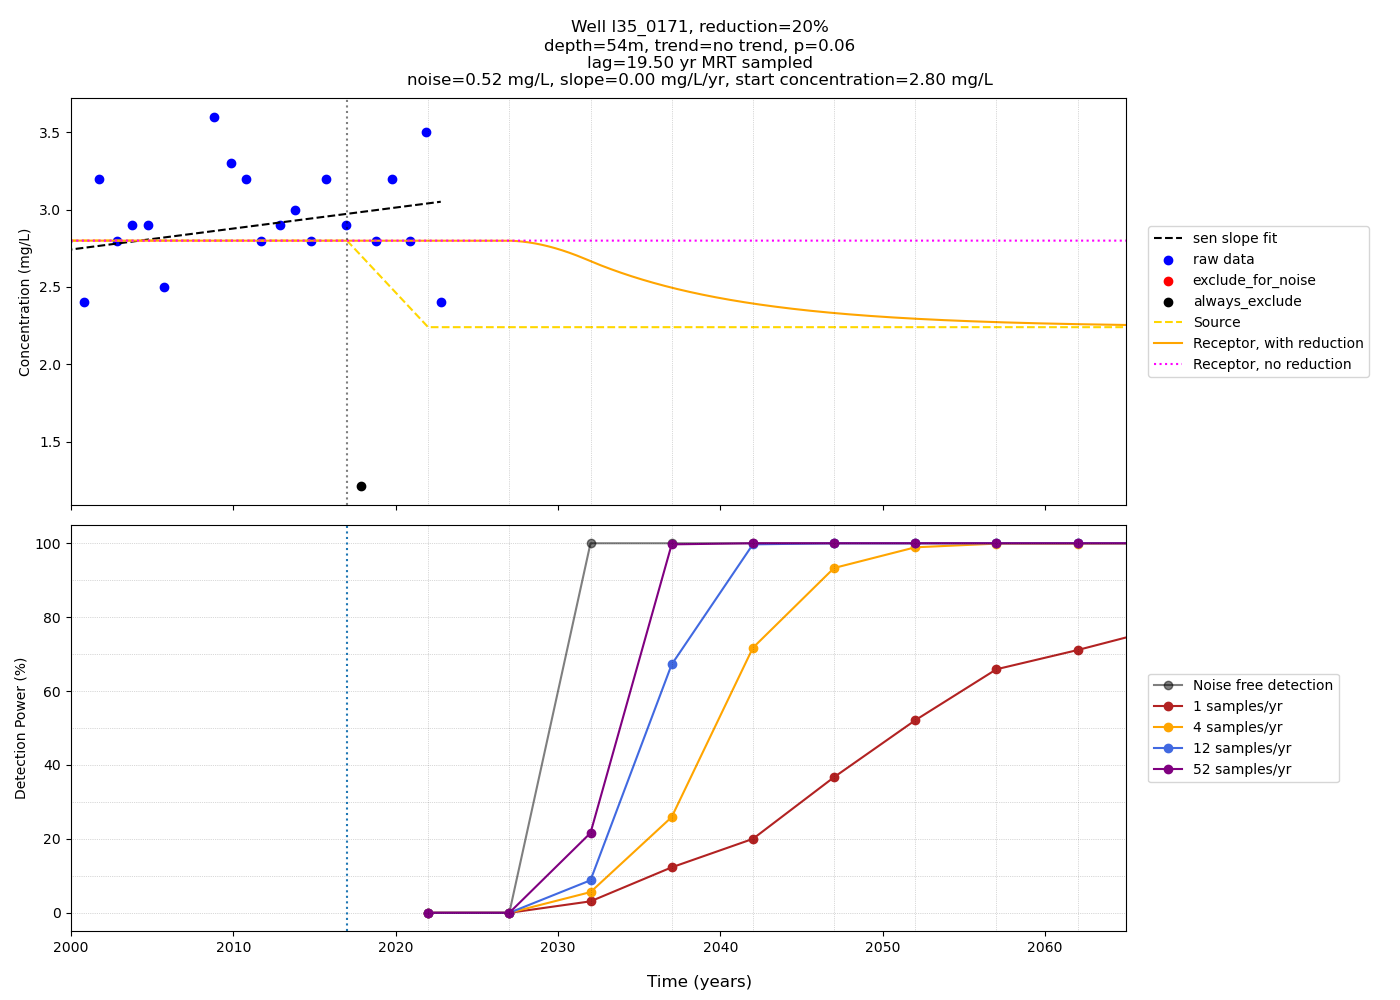 Well l35_0171, reduction=20%
depth=54m, trend=no trend, p=0.06
lag=19.50 yr MRT sampled
noise=0.52 mg/L, slope=0.00 mg/L/yr, start concentration=2.80 mg/L
Concentration (mg/L)
3.5
3.0
2.5
2.0
1.5
sen slope fit
raw data
exclude_for_noise
always_exclude
Source
Receptor, with reduction
Receptor, no reduction
Detection Power (%)
100
80
60
40
20
0
Noise free detection
1 samples/yr
4 samples/yr
12 samples/yr
52 samples/yr
2000 2010 2020 2030 2040 2050 2060
Time (years)